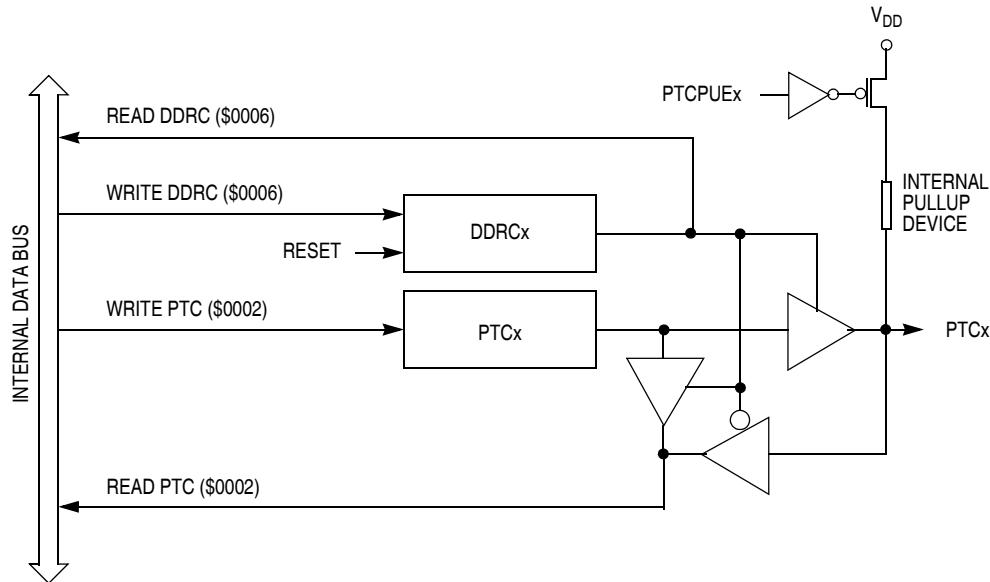 VDD
PTCPUEx
READ DDRC ($0006)
WRITE DDRC ($0006)
INTERNAL
PULLUP
DEVICE
DDRCx
RESET
WRITE PTC ($0002)
PTCx
PTCx
INTERNAL DATA BUS
READ PTC ($0002)